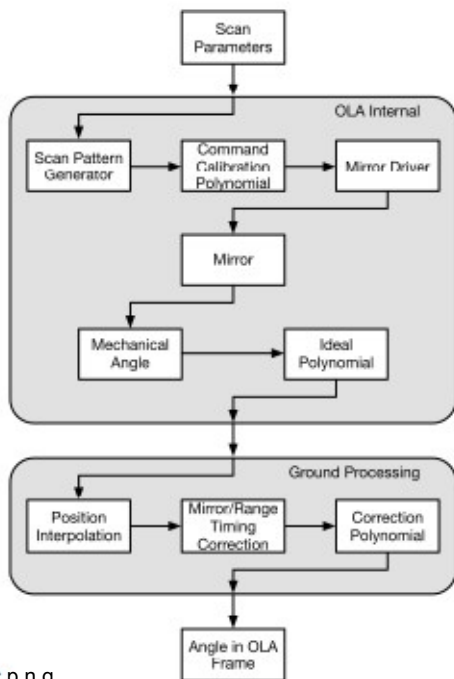 Scan
Parameters
OLA Internal
Scan Pattern
Generator
Command
Calibration
Polynomial
Mirror Driver
Mirror
Mechanical
Angle
Ideal
Polynomial
Ground Processing
Position
Interpolation
Mirror/Range
Timing
Correction
Correction
Polynomial
Angle in OLA
Frame